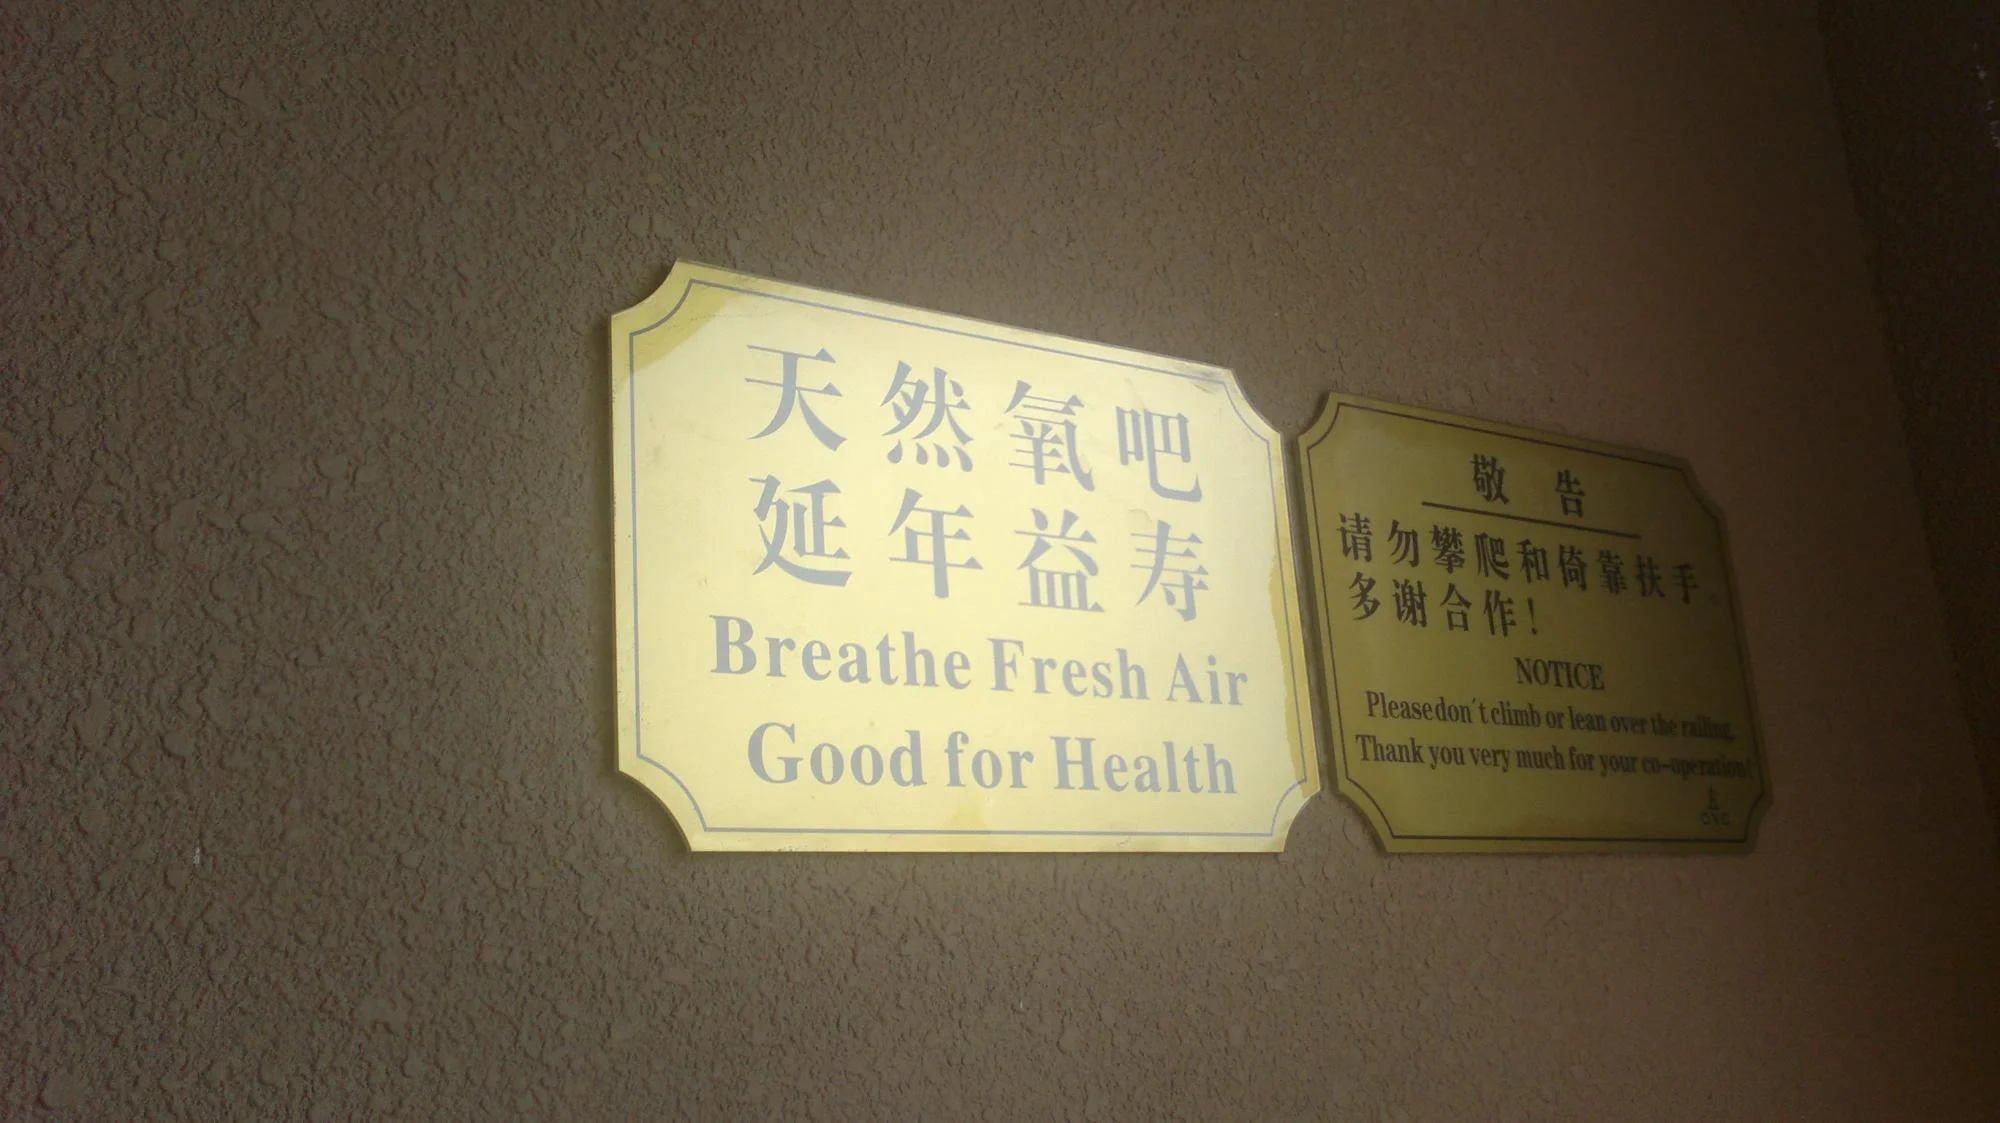 天然氧吧
延年益寿
Breathe Fresh Air
Good for Health
敬 告
请勿攀爬和倚靠扶手。
多谢合作!
NOTICE
Please don't climb or lean over the railing.
Thank you very much for your co-operation!